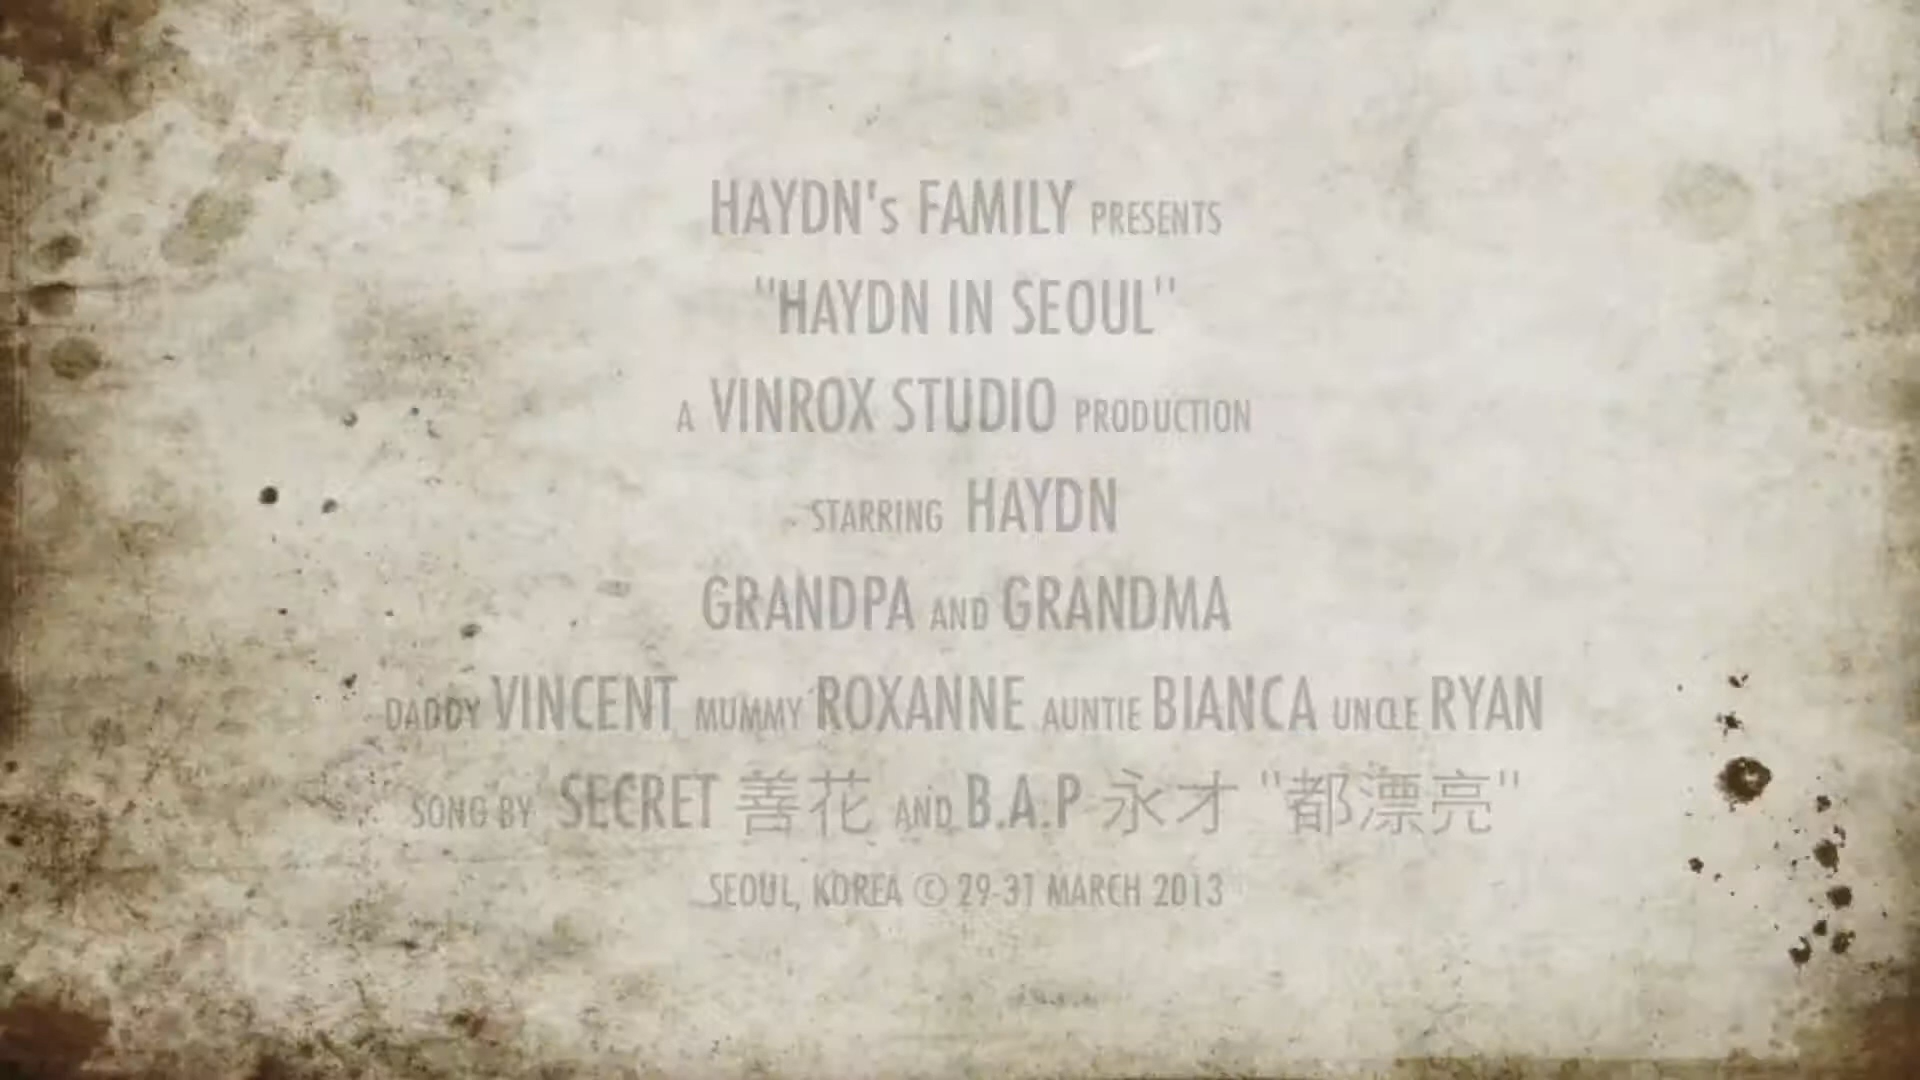 HAYDN's FAMILY PRESENTS
"HAYDN IN SEOUL"
A VINROX STUDIO PRODUCTION
STARRING HAYDN
GRANDPA AND GRANDMA
DADDY VINCENT MUMMY ROXANNE AUNTIE BIANCA UNCLE RYAN
SONG BY SECRET 善花 AND B.A.P 永才 "都漂亮"
SEOUL, KOREA © 29-31 MARCH 2013